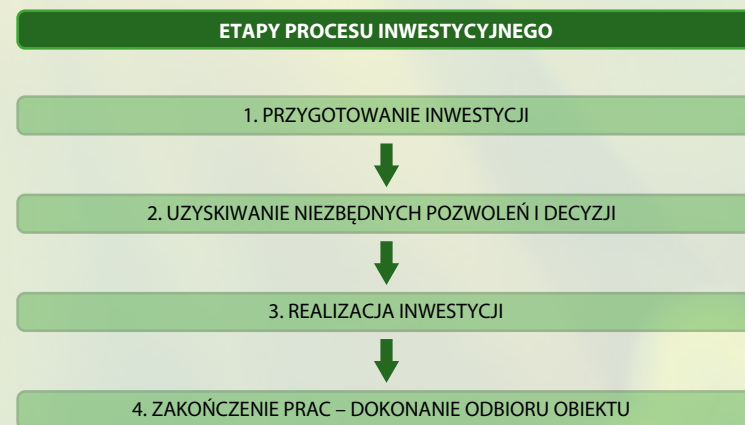 ETAPY PROCESU INWESTYCYJNEGO
1. PRZYGOTOWANIE INWESTYCJI
2. UZYSKIWANIE NIEZBĘDNYCH POZWOLEŃ I DECYZJI
3. REALIZACJA INWESTYCJI
4. ZAKOŃCZENIE PRAC – DOKONANIE ODBIORU OBIEKTU